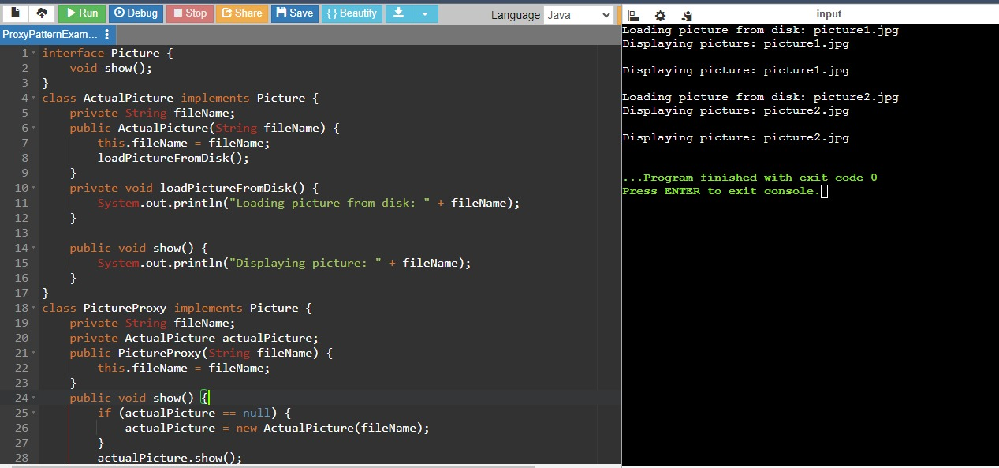 Run Debug Stop Share Save { } Beautify Language Java
input
ProxyPatternExam...
1 interface Picture {
2     void show();
3 }
4 class ActualPicture implements Picture {
5     private String fileName;
6     public ActualPicture(String fileName) {
7         this.fileName = fileName;
8         loadPictureFromDisk();
9     }
10     private void loadPictureFromDisk() {
11         System.out.println("Loading picture from disk: " + fileName);
12     }
13
14     public void show() {
15         System.out.println("Displaying picture: " + fileName);
16     }
17 }
18 class PictureProxy implements Picture {
19     private String fileName;
20     private ActualPicture actualPicture;
21     public PictureProxy(String fileName) {
22         this.fileName = fileName;
23     }
24     public void show() {
25         if (actualPicture == null) {
26             actualPicture = new ActualPicture(fileName);
27         }
28         actualPicture.show();
Loading picture from disk: picture1.jpg
Displaying picture: picture1.jpg
Displaying picture: picture1.jpg
Loading picture from disk: picture2.jpg
Displaying picture: picture2.jpg
Displaying picture: picture2.jpg
...Program finished with exit code 0
Press ENTER to exit console.